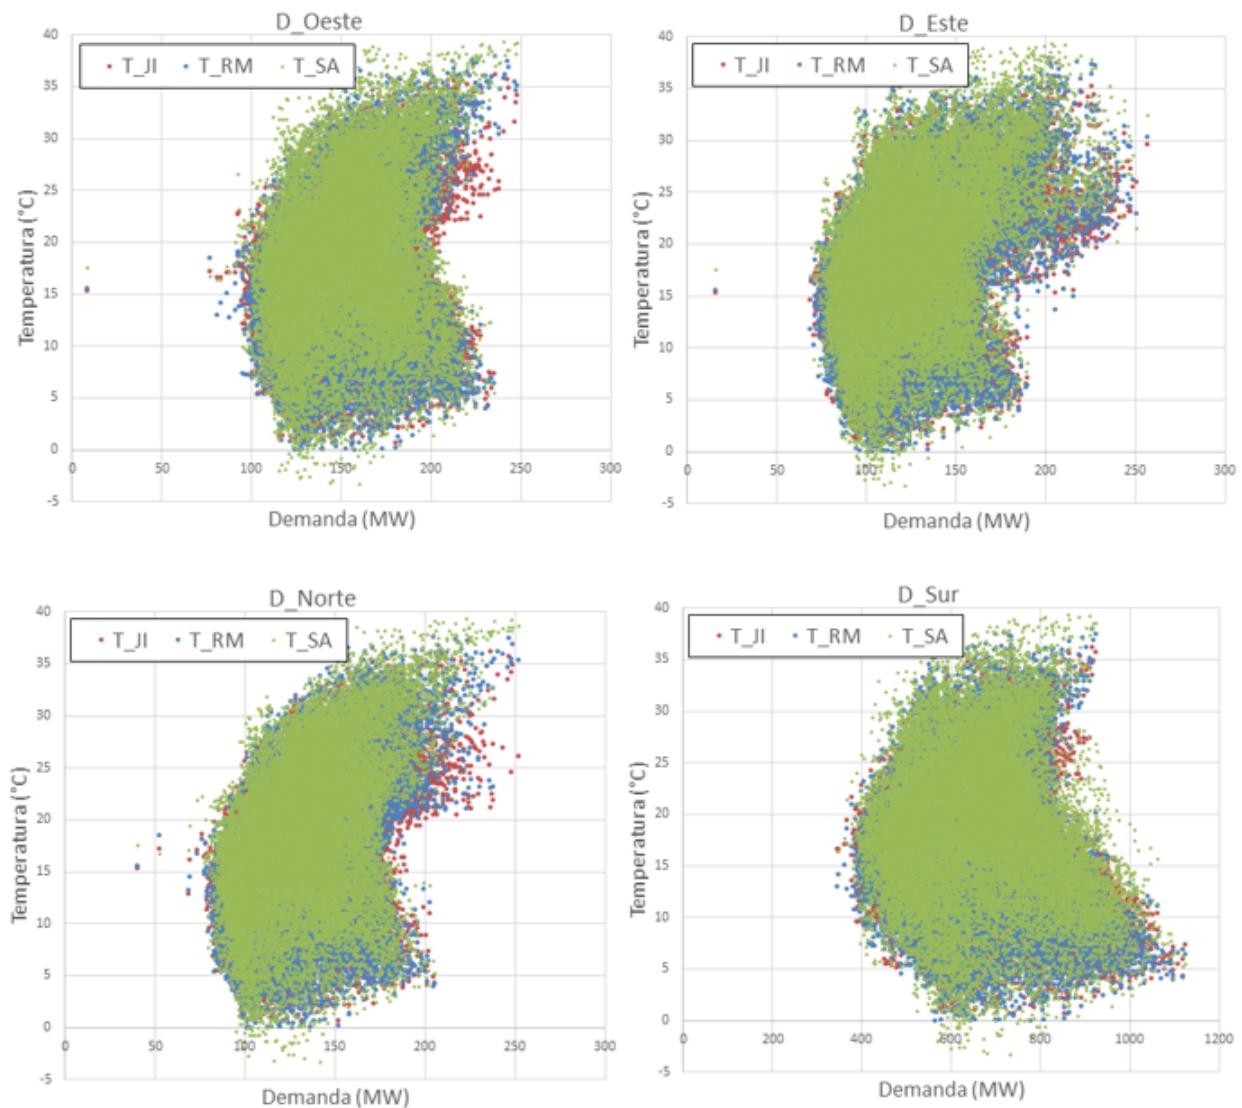 D_Oeste
40
T_JI T_RM T_SA
35
30
25
20
15
10
5
0
-5
0 50 100 150 200 250 300
Temperatura (°C)
Demanda (MW)
D_Este
40
T_JI T_RM T_SA
35
30
25
20
15
10
5
0
-5
0 50 100 150 200 250 300
Temperatura (°C)
Demanda (MW)
D_Norte
40
T_JI T_RM T_SA
35
30
25
20
15
10
5
0
-5
0 50 100 150 200 250 300
Temperatura (°C)
Demanda (MW)
D_Sur
40
T_JI T_RM T_SA
35
30
25
20
15
10
5
0
-5
0 200 400 600 800 1000 1200
Temperatura (°C)
Demanda (MW)